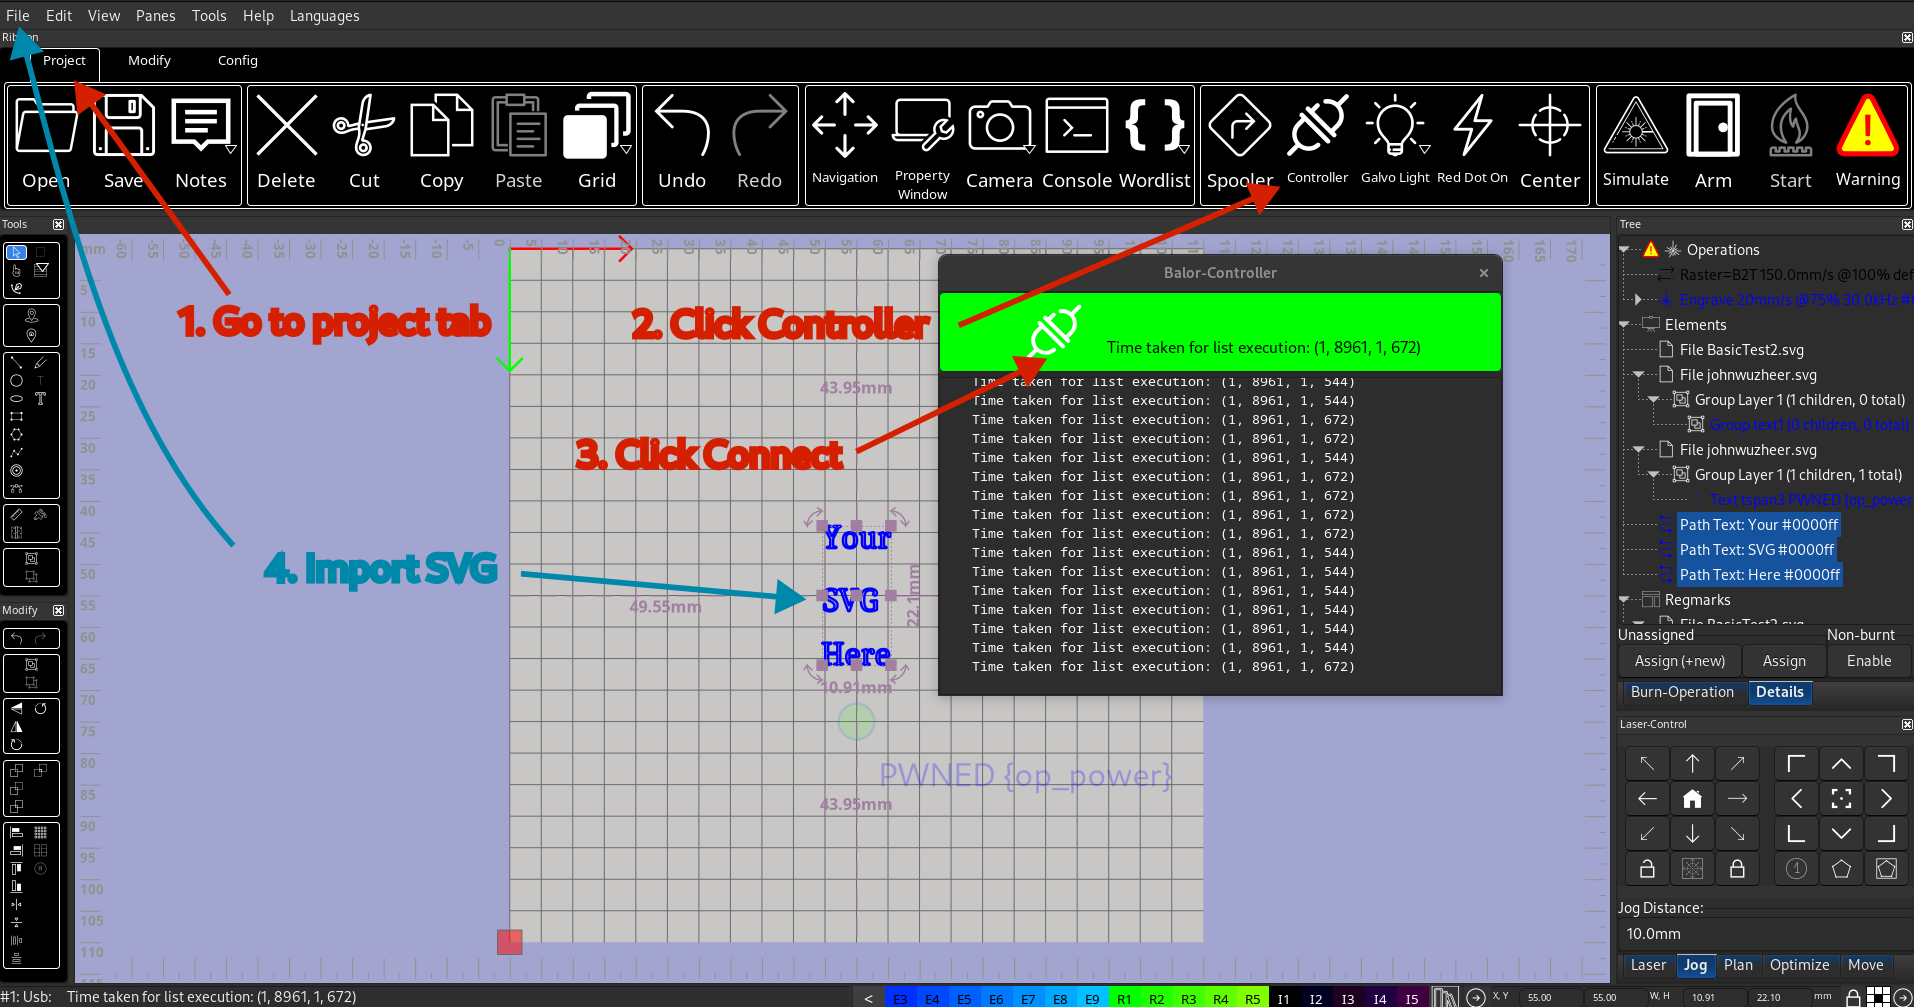 File Edit View Panes Tools Help Languages
Project Modify Config
Open Save Notes Delete Cut Copy Paste Grid Undo Redo Navigation Property Window Camera Console Wordlist Spooler Controller Galvo Light Red Dot On Center Simulate Arm Start Warning
Tools
Tree
mm
Operations
Raster=B2T 150.0mm/s @100% def
Engrave 20mm/s @75% 30.0kHz
Elements
File BasicTest2.svg
File johnwuzheer.svg
Group Layer 1 (1 children, 0 total)
Group text1 (0 children, 0 total)
File johnwuzheer.svg
Group Layer 1 (1 children, 1 total)
Text tspan3 PWNED {op_power
Path Text: Your #0000ff
Path Text: SVG #0000ff
Path Text: Here #0000ff
Regmarks
File BasicTest2.svg
1. Go to project tab
2. Click Controller
3. Click Connect
4. Import SVG
Balor-Controller
Time taken for list execution: (1, 8961, 1, 672)
Time taken for list execution: (1, 8961, 1, 544)
Time taken for list execution: (1, 8961, 1, 544)
Time taken for list execution: (1, 8961, 1, 672)
Time taken for list execution: (1, 8961, 1, 672)
Time taken for list execution: (1, 8961, 1, 544)
Time taken for list execution: (1, 8961, 1, 672)
Time taken for list execution: (1, 8961, 1, 672)
Time taken for list execution: (1, 8961, 1, 672)
Time taken for list execution: (1, 8961, 1, 672)
Time taken for list execution: (1, 8961, 1, 544)
Time taken for list execution: (1, 8961, 1, 544)
Time taken for list execution: (1, 8961, 1, 544)
Time taken for list execution: (1, 8961, 1, 544)
Time taken for list execution: (1, 8961, 1, 672)
Time taken for list execution: (1, 8961, 1, 544)
Time taken for list execution: (1, 8961, 1, 672)
43.95mm
Your
SVG
Here
49.55mm
22.1mm
10.91mm
PWNED {op_power}
43.95mm
Modify
Unassigned Non-burnt
Assign (+new) Assign Enable
Burn-Operation Details
Laser-Control
Jog Distance:
10.0mm
Laser Jog Plan Optimize Move
#1: Usb: Time taken for list execution: (1, 8961, 1, 672)
< E3 E4 E5 E6 E7 E8 E9 R1 R2 R3 R4 R5 I1 I2 I3 I4 I5
X, Y 55.00 55.00 W, H 10.91 22.10 mm